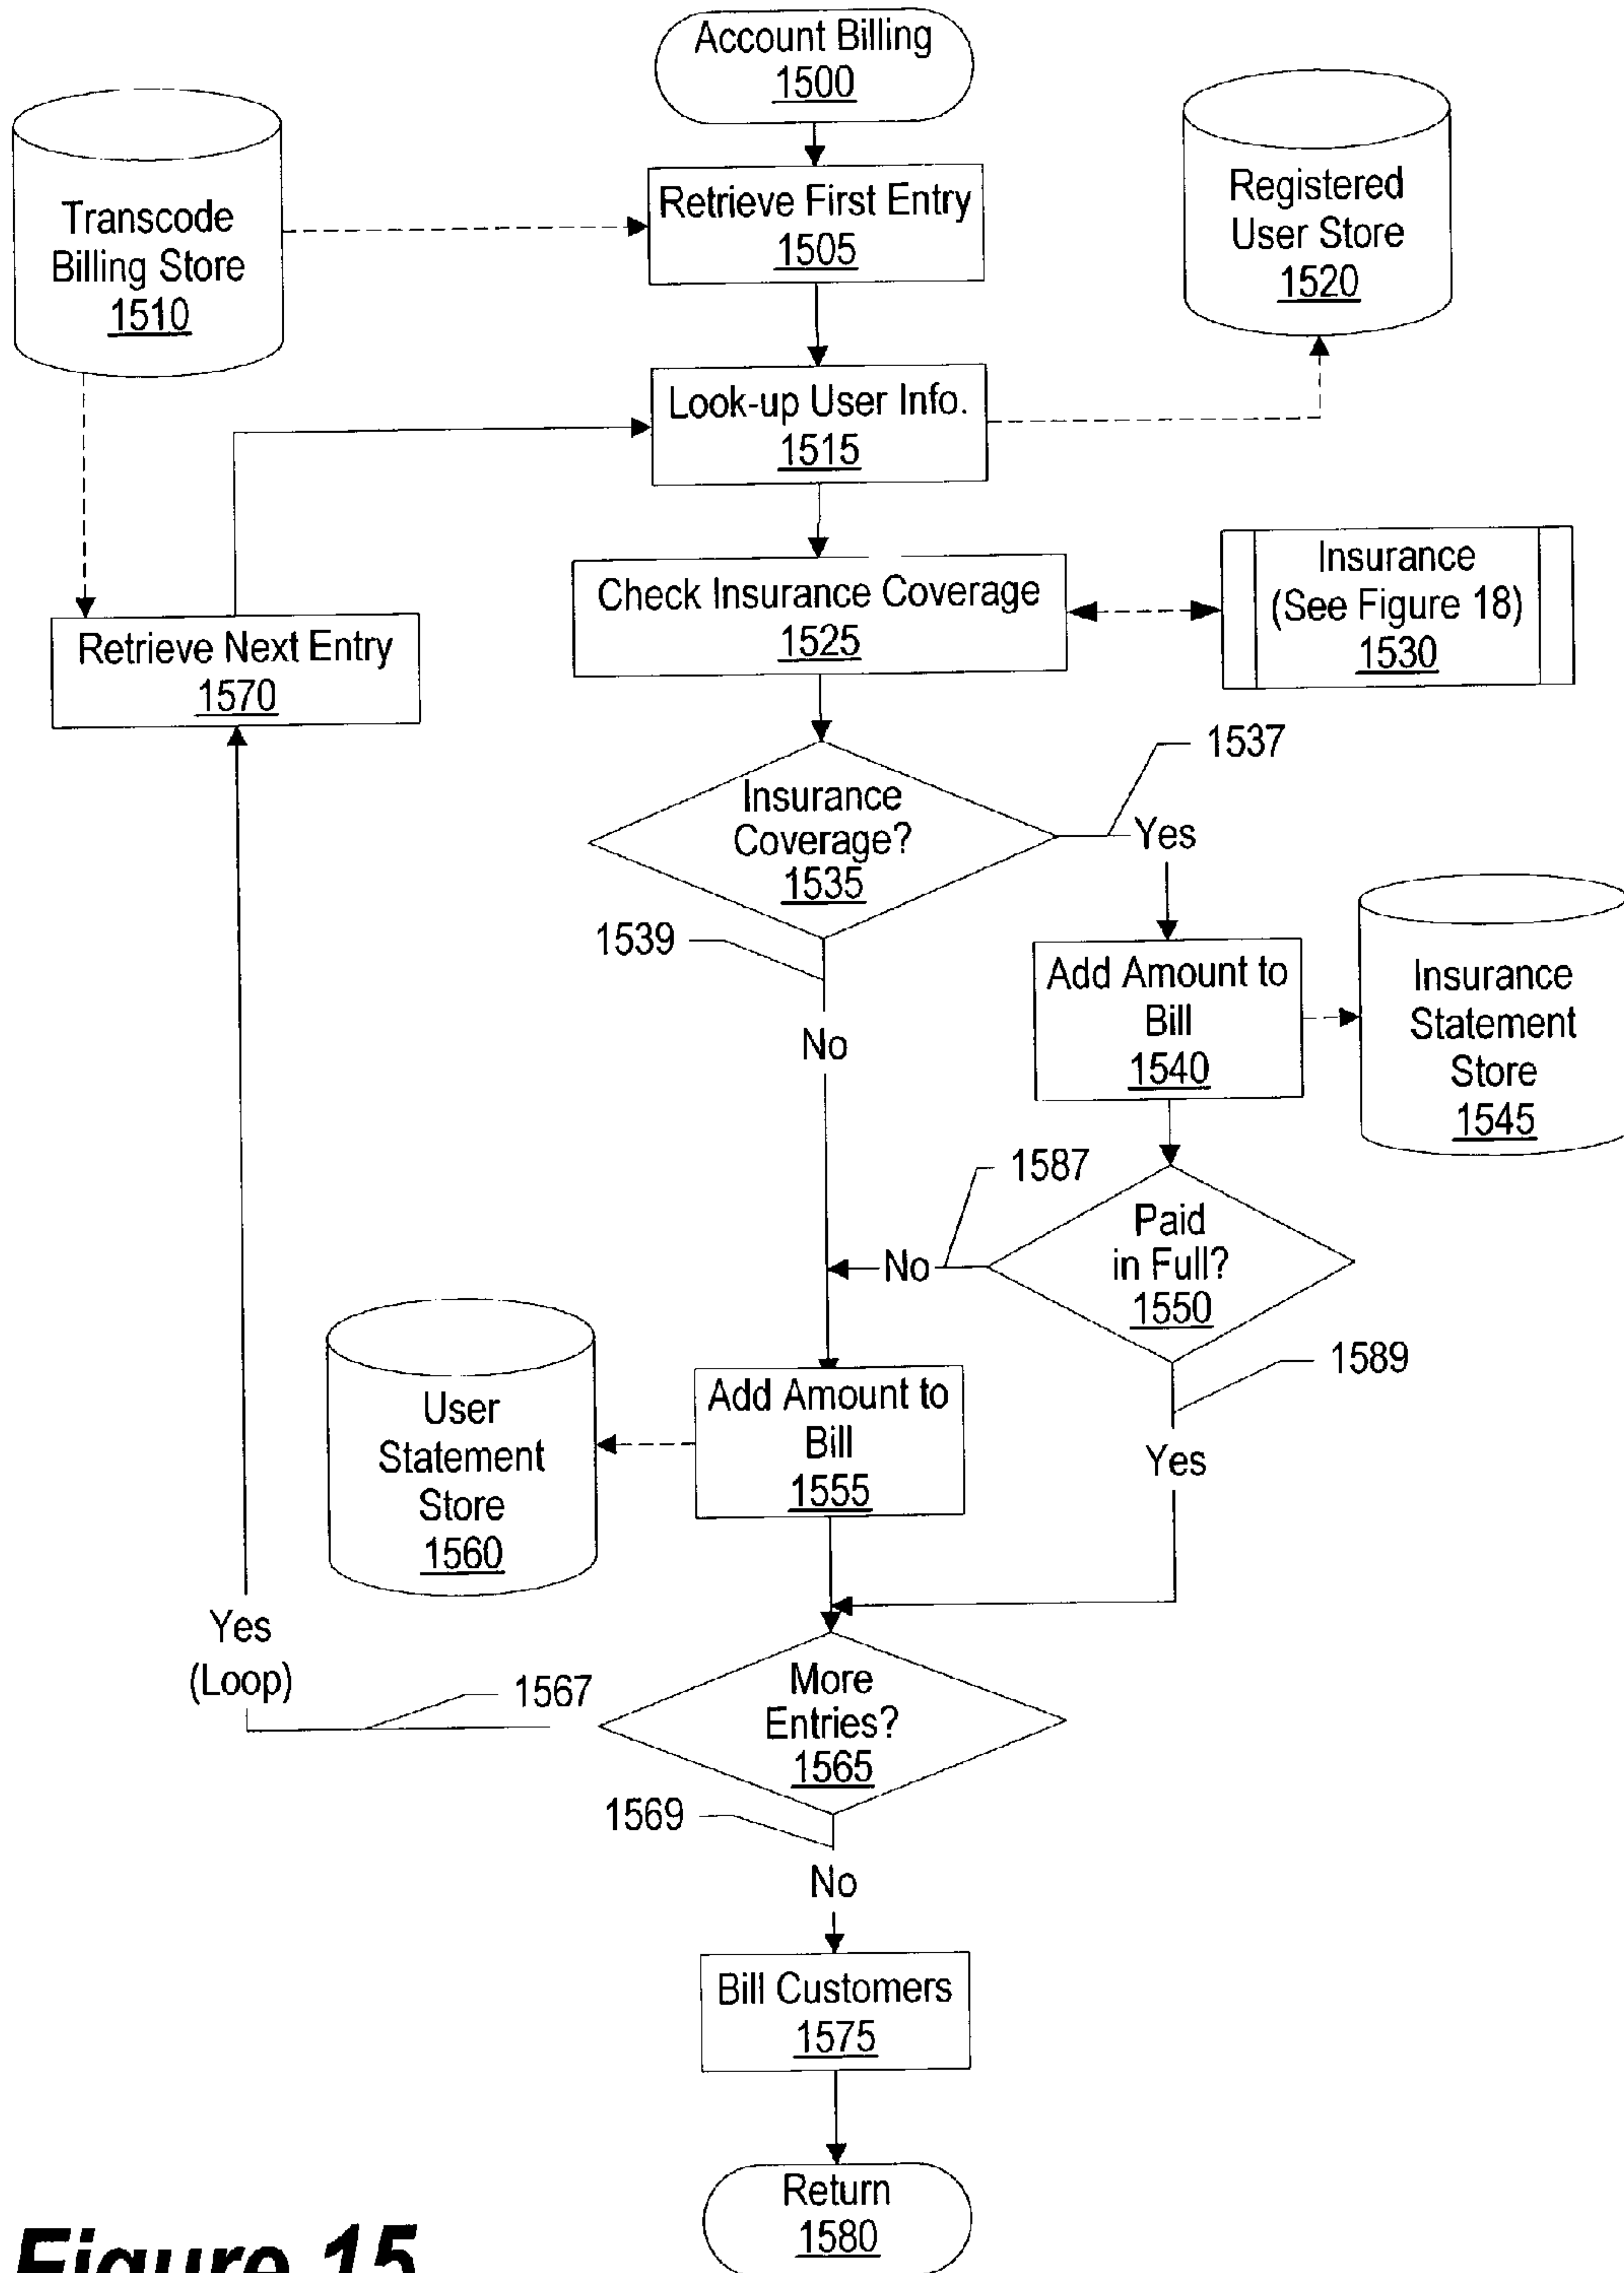 Account Billing
1500
Transcode
Billing Store
1510
Retrieve First Entry
1505
Registered
User Store
1520
Look-up User Info.
1515
Check Insurance Coverage
1525
Insurance
(See Figure 18)
1530
Retrieve Next Entry
1570
1537
Insurance
Coverage?
1535
Yes
1539
No
Add Amount to
Bill
1540
Insurance
Statement
Store
1545
1587
Paid
in Full?
1550
No
1589
Yes
User
Statement
Store
1560
Add Amount to
Bill
1555
Yes
(Loop)
1567
More
Entries?
1565
1569
No
Bill Customers
1575
Return
1580
Figure 15